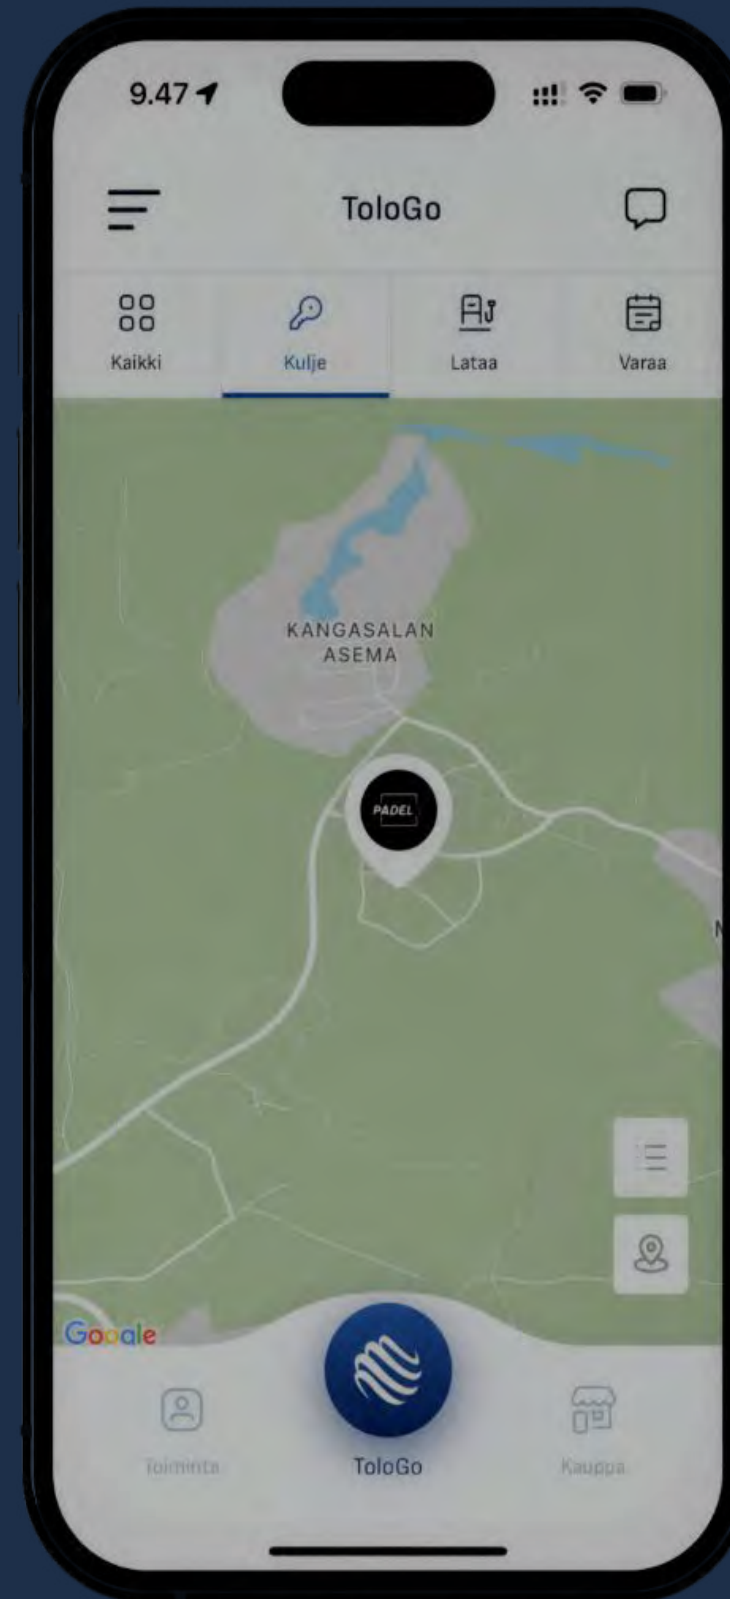 9.47
ToloGo
Kaikki
Kulje
Lataa
Varaa
KANGASALAN
ASEMA
PADEL
Google
Toiminta
ToloGo
Kauppa